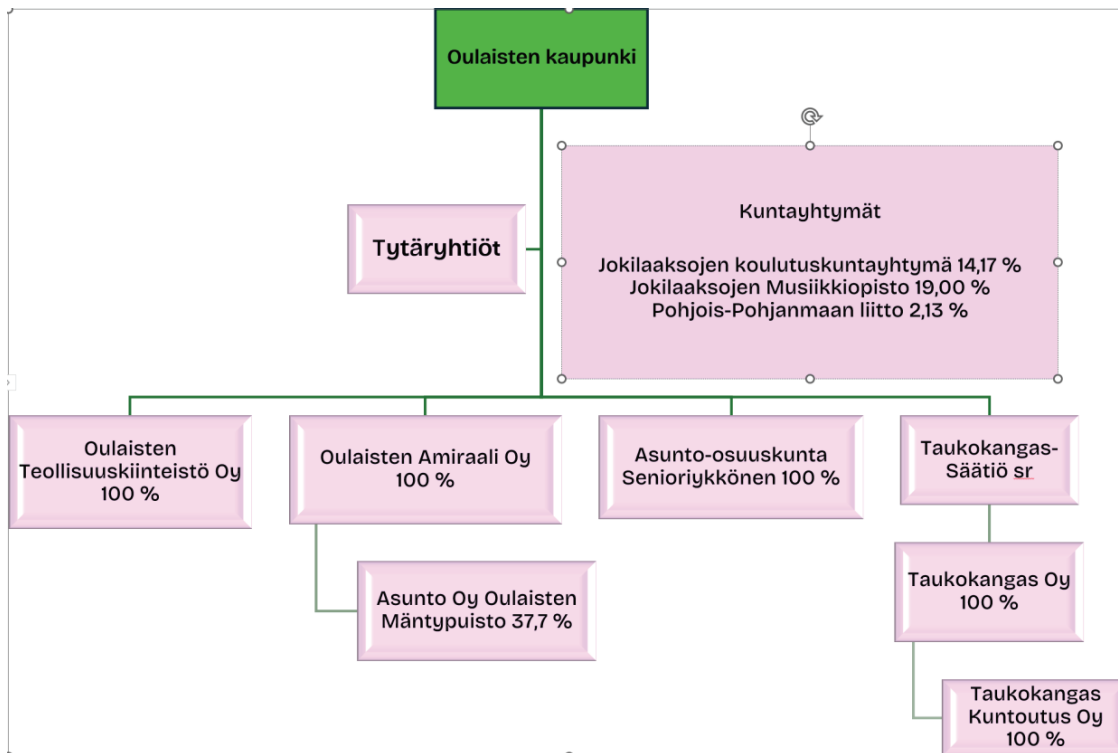 Oulaisten kaupunki
Kuntayhtymät
Jokilaaksojen koulutuskuntayhtymä 14,17 %
Jokilaaksojen Musiikkiopisto 19,00 %
Pohjois-Pohjanmaan liitto 2,13 %
Tytäryhtiöt
Oulaisten
Teollisuuskiinteistö Oy
100 %
Oulaisten Amiraali Oy
100 %
Asunto-osuuskunta
Senioriykkönen 100 %
Taukokangas-
Säätiö sr
Asunto Oy Oulaisten
Mäntypuisto 37,7 %
Taukokangas Oy
100 %
Taukokangas
Kuntoutus Oy
100 %